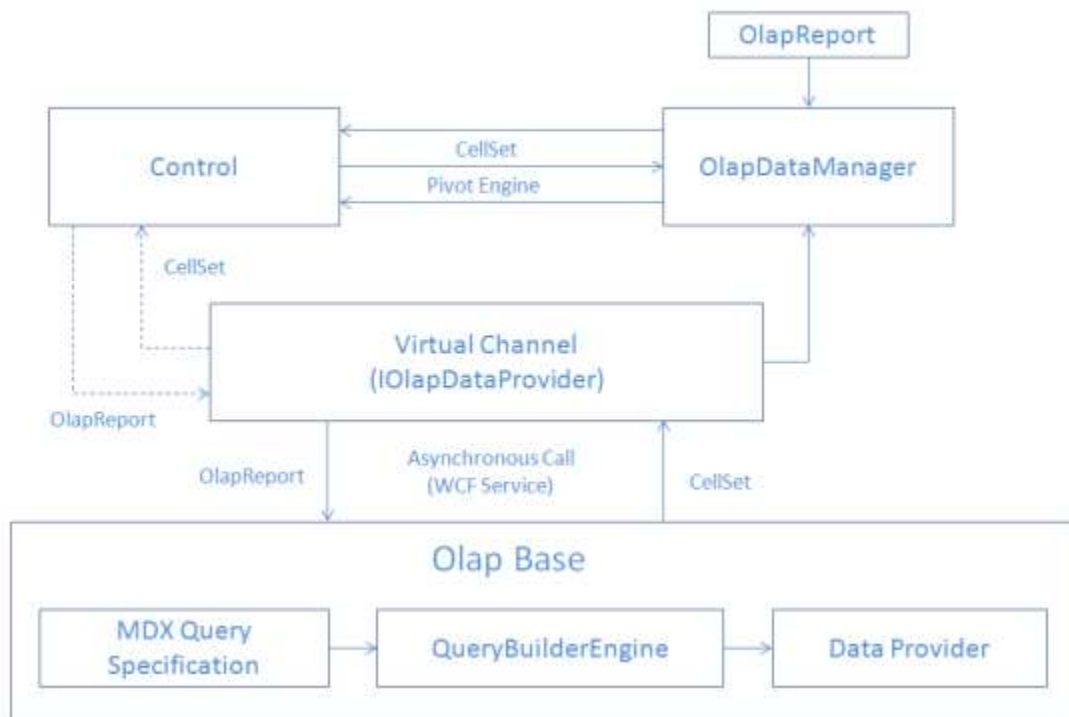 OlapReport
Control
CellSet
Pivot Engine
OlapDataManager
CellSet
Virtual Channel
(IOlapDataProvider)
OlapReport
OlapReport
Asynchronous Call
(WCF Service)
CellSet
Olap Base
MDX Query
Specification
QueryBuilderEngine
Data Provider